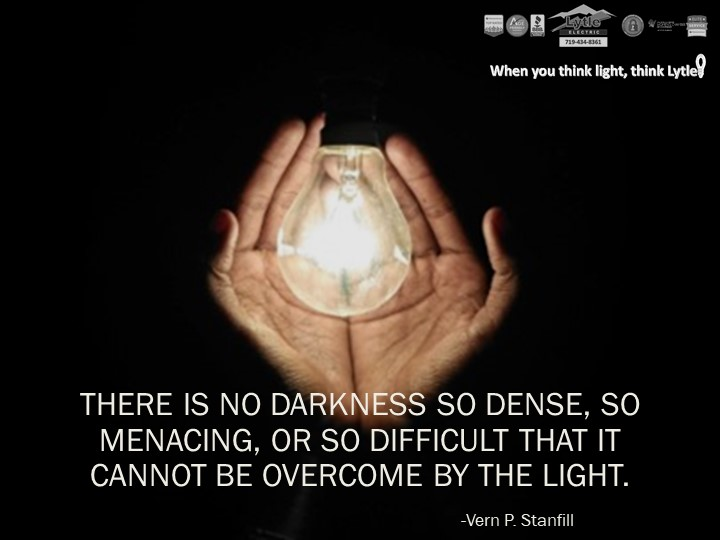 Lytle
ELECTRIC
719-434-8361
When you think light, think Lytle!
THERE IS NO DARKNESS SO DENSE, SO
MENACING, OR SO DIFFICULT THAT IT
CANNOT BE OVERCOME BY THE LIGHT.
-Vern P. Stanfill